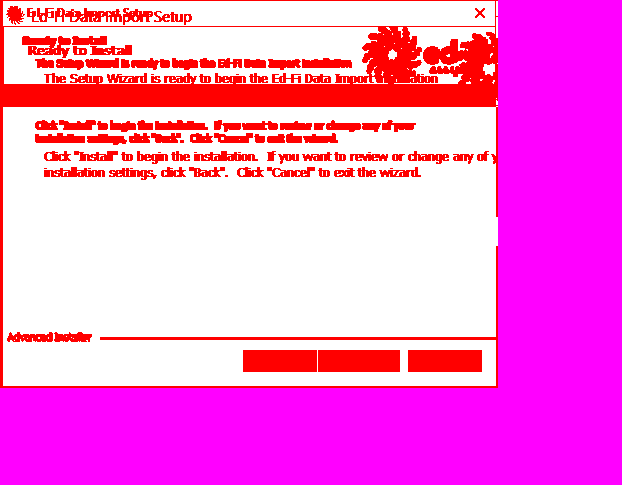 Ed-Fi Data Import Setup
Ed-Fi Data Import Setup
Ready to Install
Ready to Install
The Setup Wizard is ready to begin the Ed-Fi Data Import installation
The Setup Wizard is ready to begin the Ed-Fi Data Import installation
ed
Click "Install" to begin the installation. If you want to review or change any of your
installation settings, click "Back". Click "Cancel" to exit the wizard.
Click "Install" to begin the installation. If you want to review or change any of y
installation settings, click "Back". Click "Cancel" to exit the wizard.
Advanced Installer